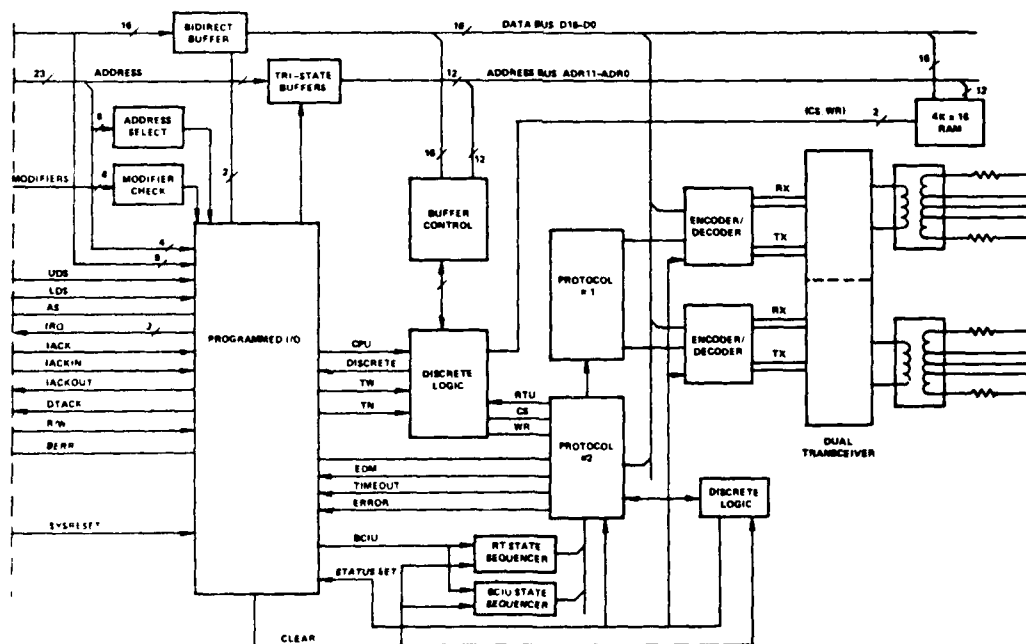 16
BIDIRECT
BUFFER
16
DATA BUS D16-D0
23
ADDRESS
TRI-STATE
BUFFERS
12
ADDRESS BUS ADR11-ADR0
16
12
8
ADDRESS
SELECT
(CS, WR)
2
4K x 16
RAM
MODIFIERS
4
MODIFIER
CHECK
2
16
12
BUFFER
CONTROL
ENCODER/
DECODER
RX
TX
4
8
UDS
LDS
AS
IRQ
7
IACK
IACKIN
IACKOUT
DTACK
R/W
BERR
SYSRESET
PROGRAMMED I/O
CPU
DISCRETE
TW
TN
DISCRETE
LOGIC
PROTOCOL
# 1
ENCODER/
DECODER
RX
TX
DUAL
TRANSCEIVER
RTU
CS
WR
PROTOCOL
#2
EOM
TIMEOUT
ERROR
DISCRETE
LOGIC
BCIU
RT STATE
SEQUENCER
STATUS SET
BCIU STATE
SEQUENCER
CLEAR